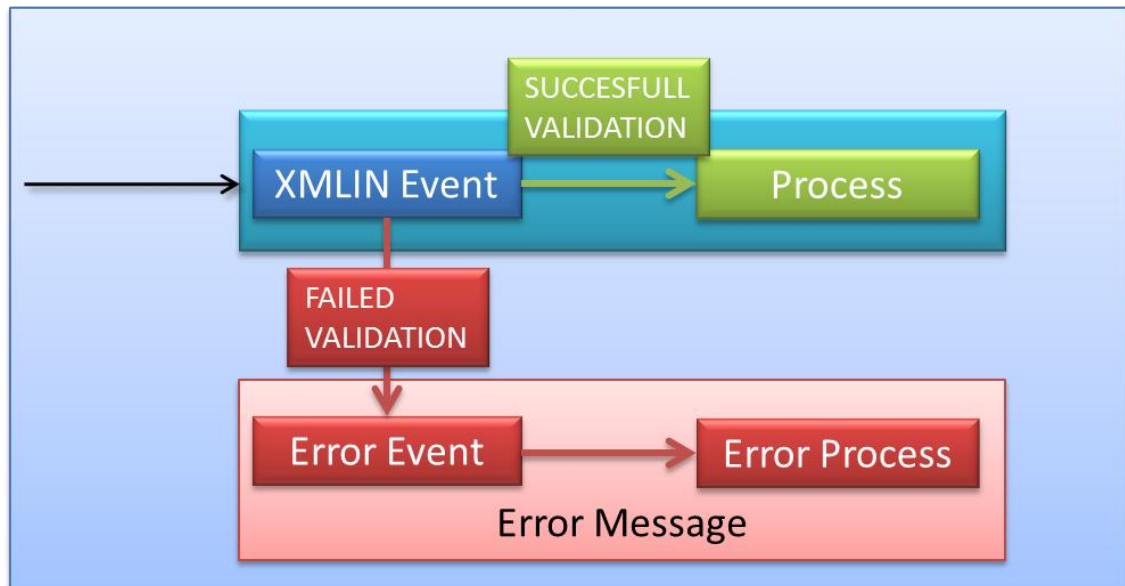 SUCCESFULL
VALIDATION
XMLIN Event
Process
FAILED
VALIDATION
Error Event
Error Process
Error Message